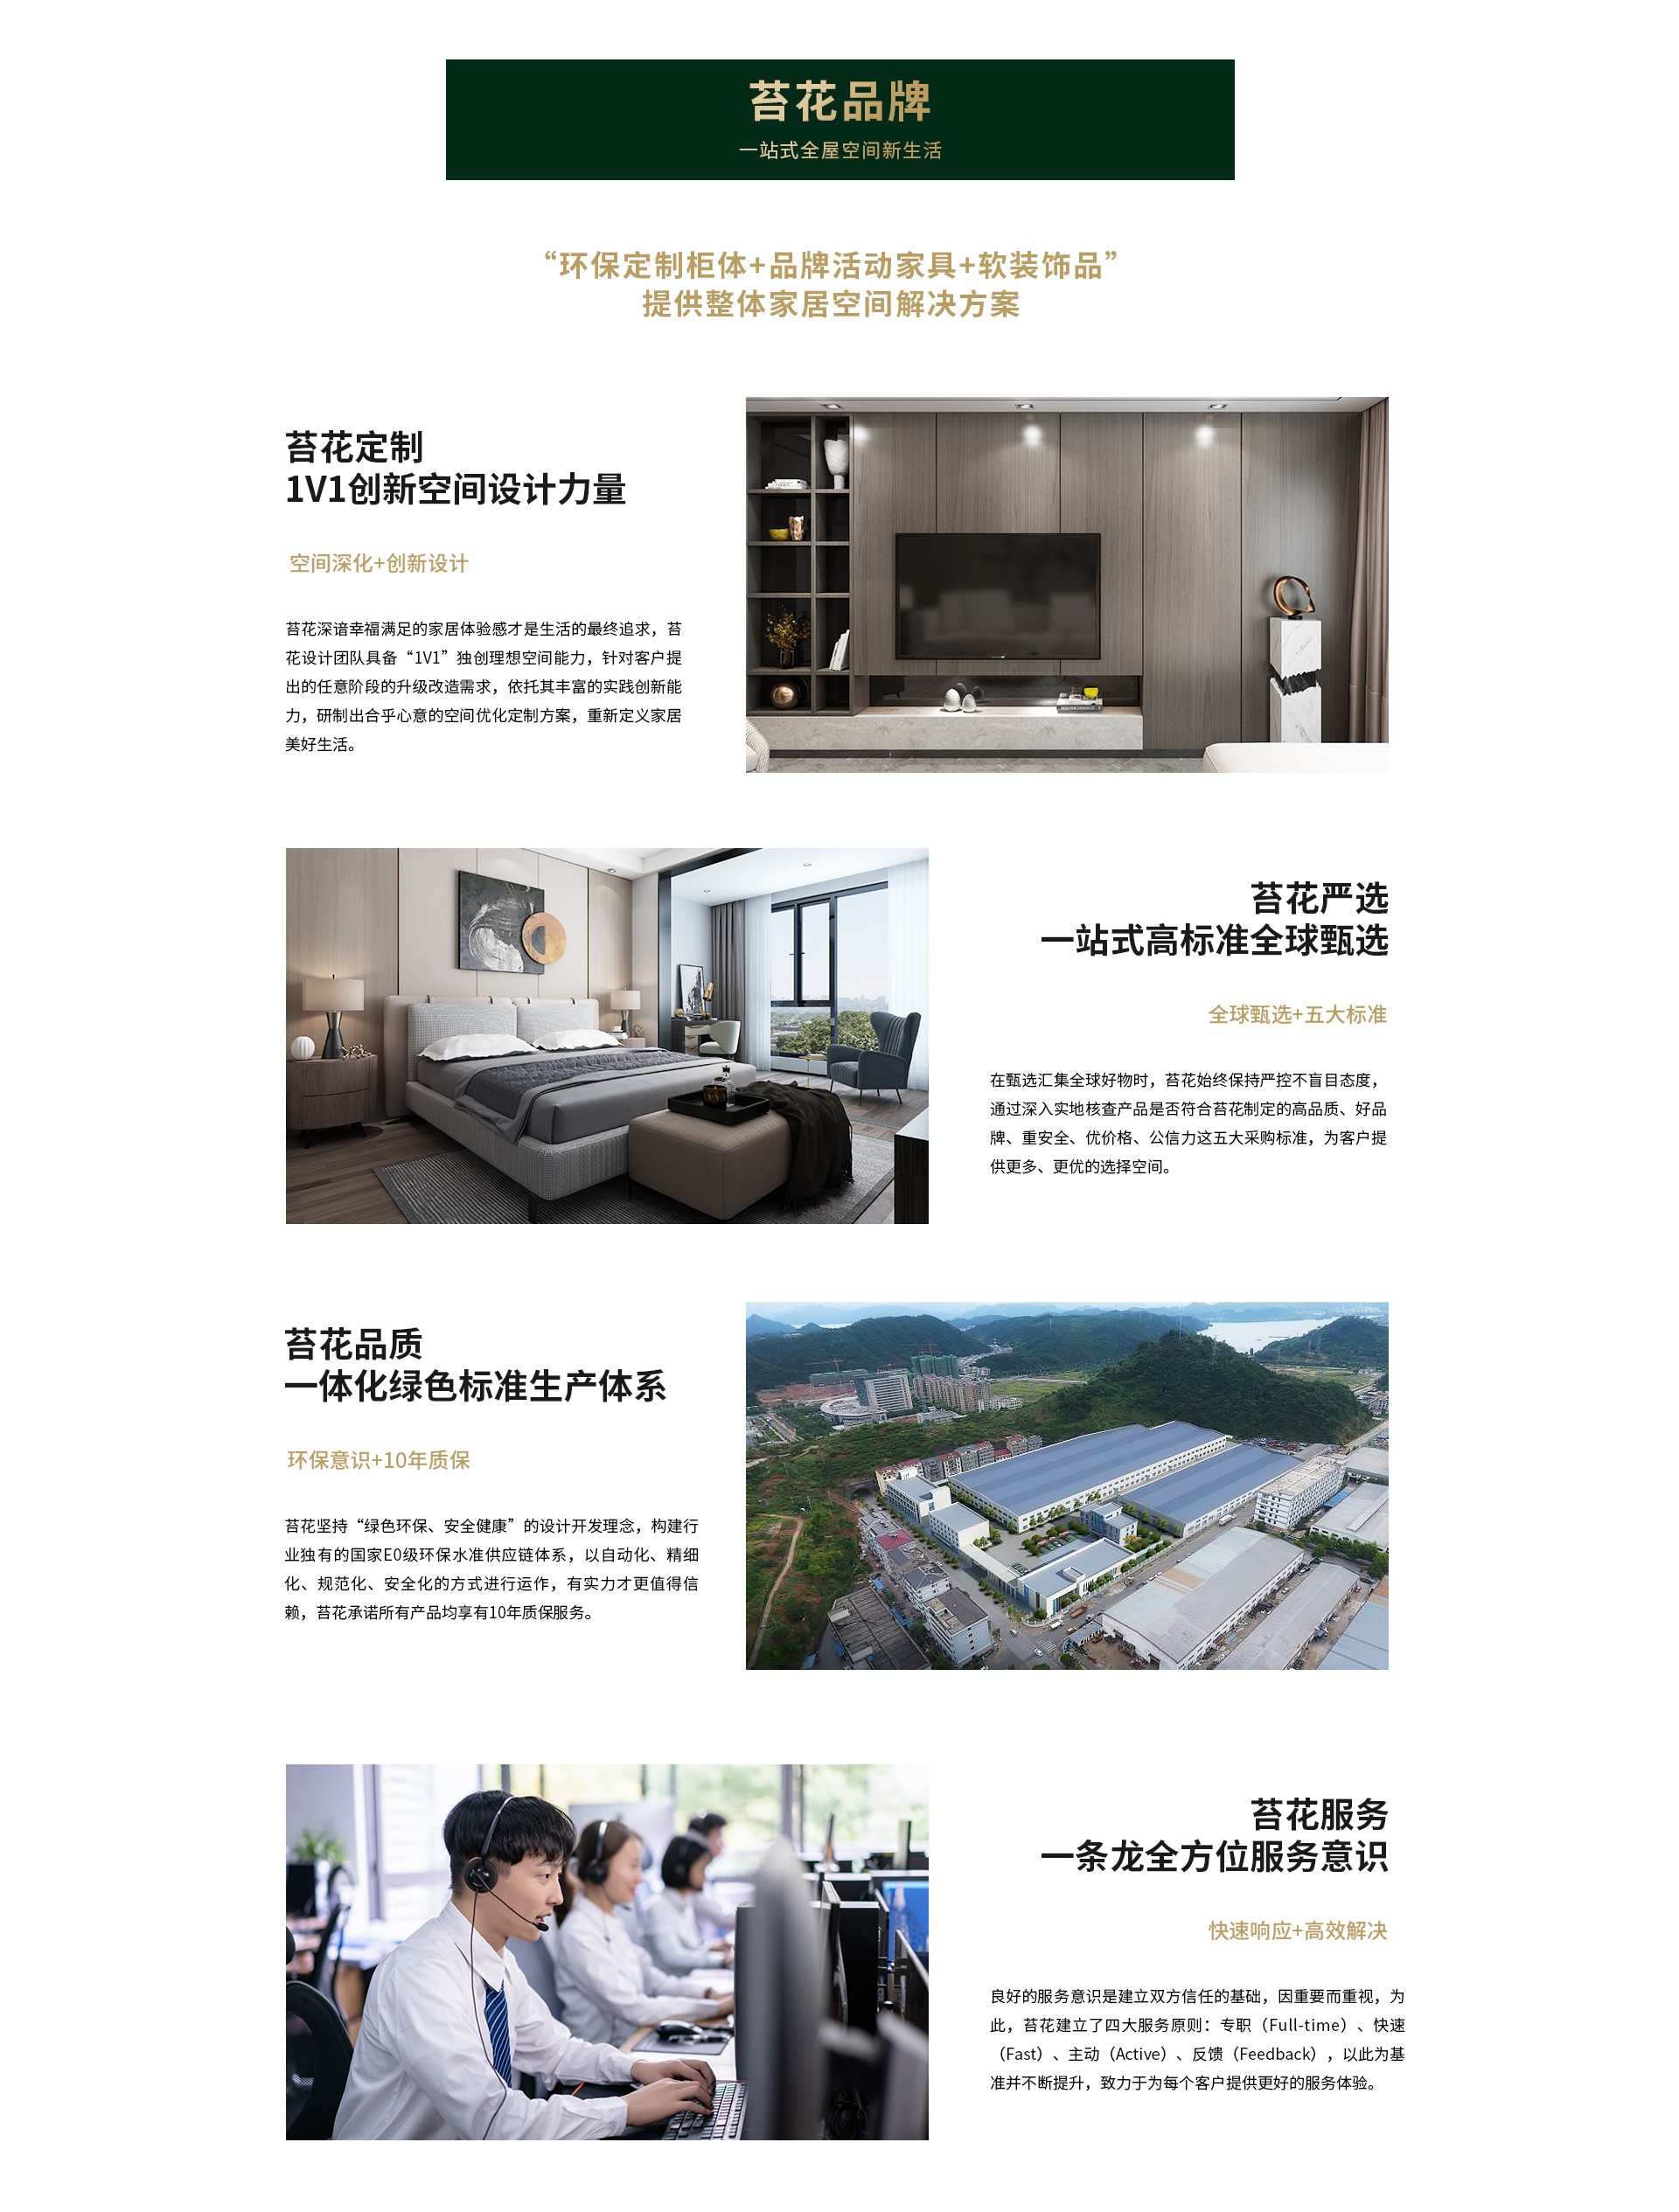 苔花品牌
一站式全屋空间新生活
“环保定制柜体+品牌活动家具+软装饰品”
提供整体家居空间解决方案
苔花定制
1V1创新空间设计力量
空间深化+创新设计
苔花深谙幸福满足的家居体验感才是生活的最终追求，苔
花设计团队具备“1V1”独创理想空间能力，针对客户提
出的任意阶段的升级改造需求，依托其丰富的实践创新能
力，研制出合乎心意的空间优化定制方案，重新定义家居
美好生活。
苔花严选
一站式高标准全球甄选
全球甄选+五大标准
在甄选汇集全球好物时，苔花始终保持严控不盲目态度，
通过深入实地核查产品是否符合苔花制定的高品质、好品
牌、重安全、优价格、公信力这五大采购标准，为客户提
供更多、更优的选择空间。
苔花品质
一体化绿色标准生产体系
环保意识+10年质保
苔花坚持“绿色环保、安全健康”的设计开发理念，构建行
业独有的国家E0级环保水准供应链体系，以自动化、精细
化、规范化、安全化的方式进行运作，有实力才更值得信
赖，苔花承诺所有产品均享有10年质保服务。
苔花服务
一条龙全方位服务意识
快速响应+高效解决
良好的服务意识是建立双方信任的基础，因重要而重视，为
此，苔花建立了四大服务原则：专职（Full-time）、快速
（Fast）、主动（Active）、反馈（Feedback），以此为基
准并不断提升，致力于为每个客户提供更好的服务体验。